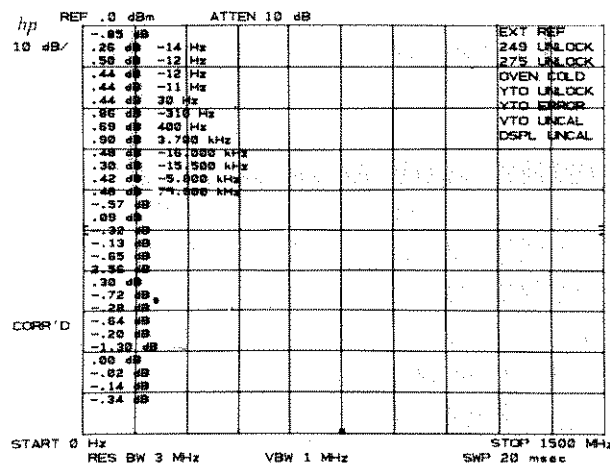 hp
REF .0 dBm ATTEN 10 dB
10 dB/
-.85 dB
.26 dB -14 Hz
.50 dB -12 Hz
.44 dB -12 Hz
.44 dB -11 Hz
.44 dB 30 Hz
.86 dB -310 Hz
.69 dB 400 Hz
.90 dB 3.700 kHz
.48 dB -16.000 kHz
.30 dB -15.500 kHz
.42 dB -5.800 kHz
.48 dB
-.57 dB
.09 dB
-.32 dB
-.13 dB
-.65 dB
3.56 dB
.30 dB
-.72 dB
-.28 dB
-.64 dB
-.20 dB
-1.30 dB
.00 dB
-.02 dB
-.14 dB
-.34 dB
EXT REF
249 UNLOCK
275 UNLOCK
OVEN COLD
YTO UNLOCK
YTO ERROR
VTO UNCAL
DSPL UNCAL
CORR'D
START 0 Hz STOP 1500 MHz
RES BW 3 MHz VBW 1 MHz SWP 20 msec